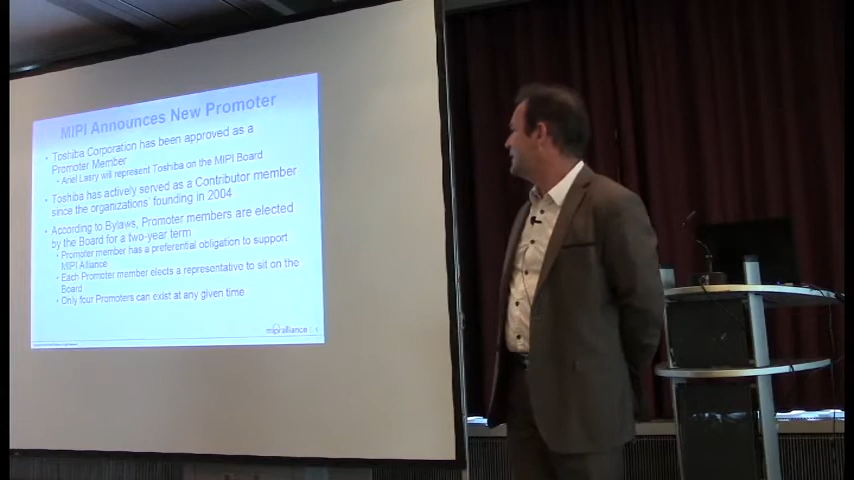 MIPI Announces New Promoter
• Toshiba Corporation has been approved as a
Promoter Member
• Ariel Lasry will represent Toshiba on the MIPI Board
• Toshiba has actively served as a Contributor member
since the organizations' founding in 2004
• According to Bylaws, Promoter members are elected
by the Board for a two-year term
• Promoter member has a preferential obligation to support
MIPI Alliance
• Each Promoter member elects a representative to sit on the
Board
• Only four Promoters can exist at any given time
mipi alliance